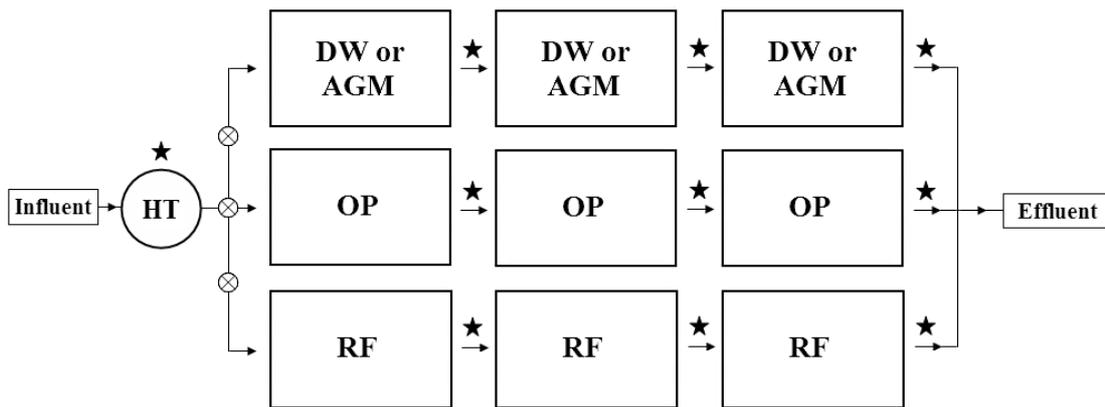 DW or
AGM
DW or
AGM
DW or
AGM
Influent
HT
OP
OP
OP
Effluent
RF
RF
RF